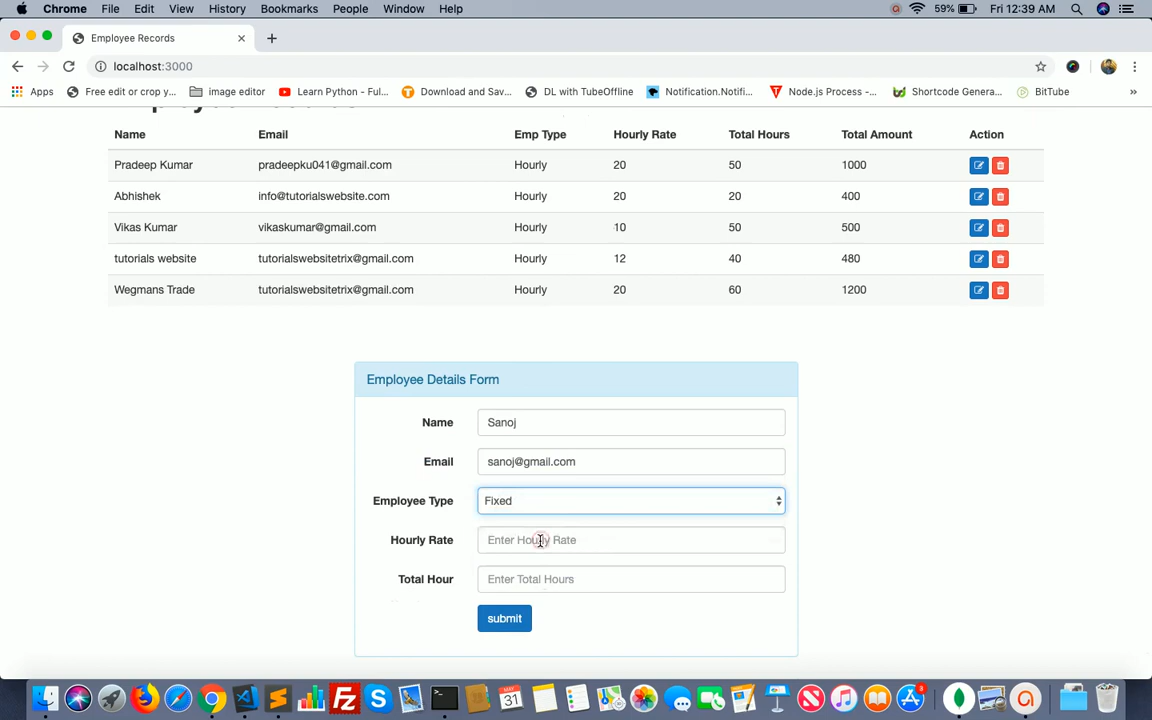 Chrome File Edit View History Bookmarks People Window Help 59% Fri 12:39 AM
Employee Records
localhost:3000
Apps Free edit or crop y... image editor Learn Python - Ful... Download and Sav... DL with TubeOffline Notification.Notifi... Node.js Process -... Shortcode Genera... BitTube »
Name Email Emp Type Hourly Rate Total Hours Total Amount Action
Pradeep Kumar pradeepku041@gmail.com Hourly 20 50 1000
Abhishek info@tutorialswebsite.com Hourly 20 20 400
Vikas Kumar vikaskumar@gmail.com Hourly 10 50 500
tutorials website tutorialswebsitetrix@gmail.com Hourly 12 40 480
Wegmans Trade tutorialswebsitetrix@gmail.com Hourly 20 60 1200
Employee Details Form
Name Sanoj
Email sanoj@gmail.com
Employee Type Fixed
Hourly Rate Enter Hourly Rate
Total Hour Enter Total Hours
submit